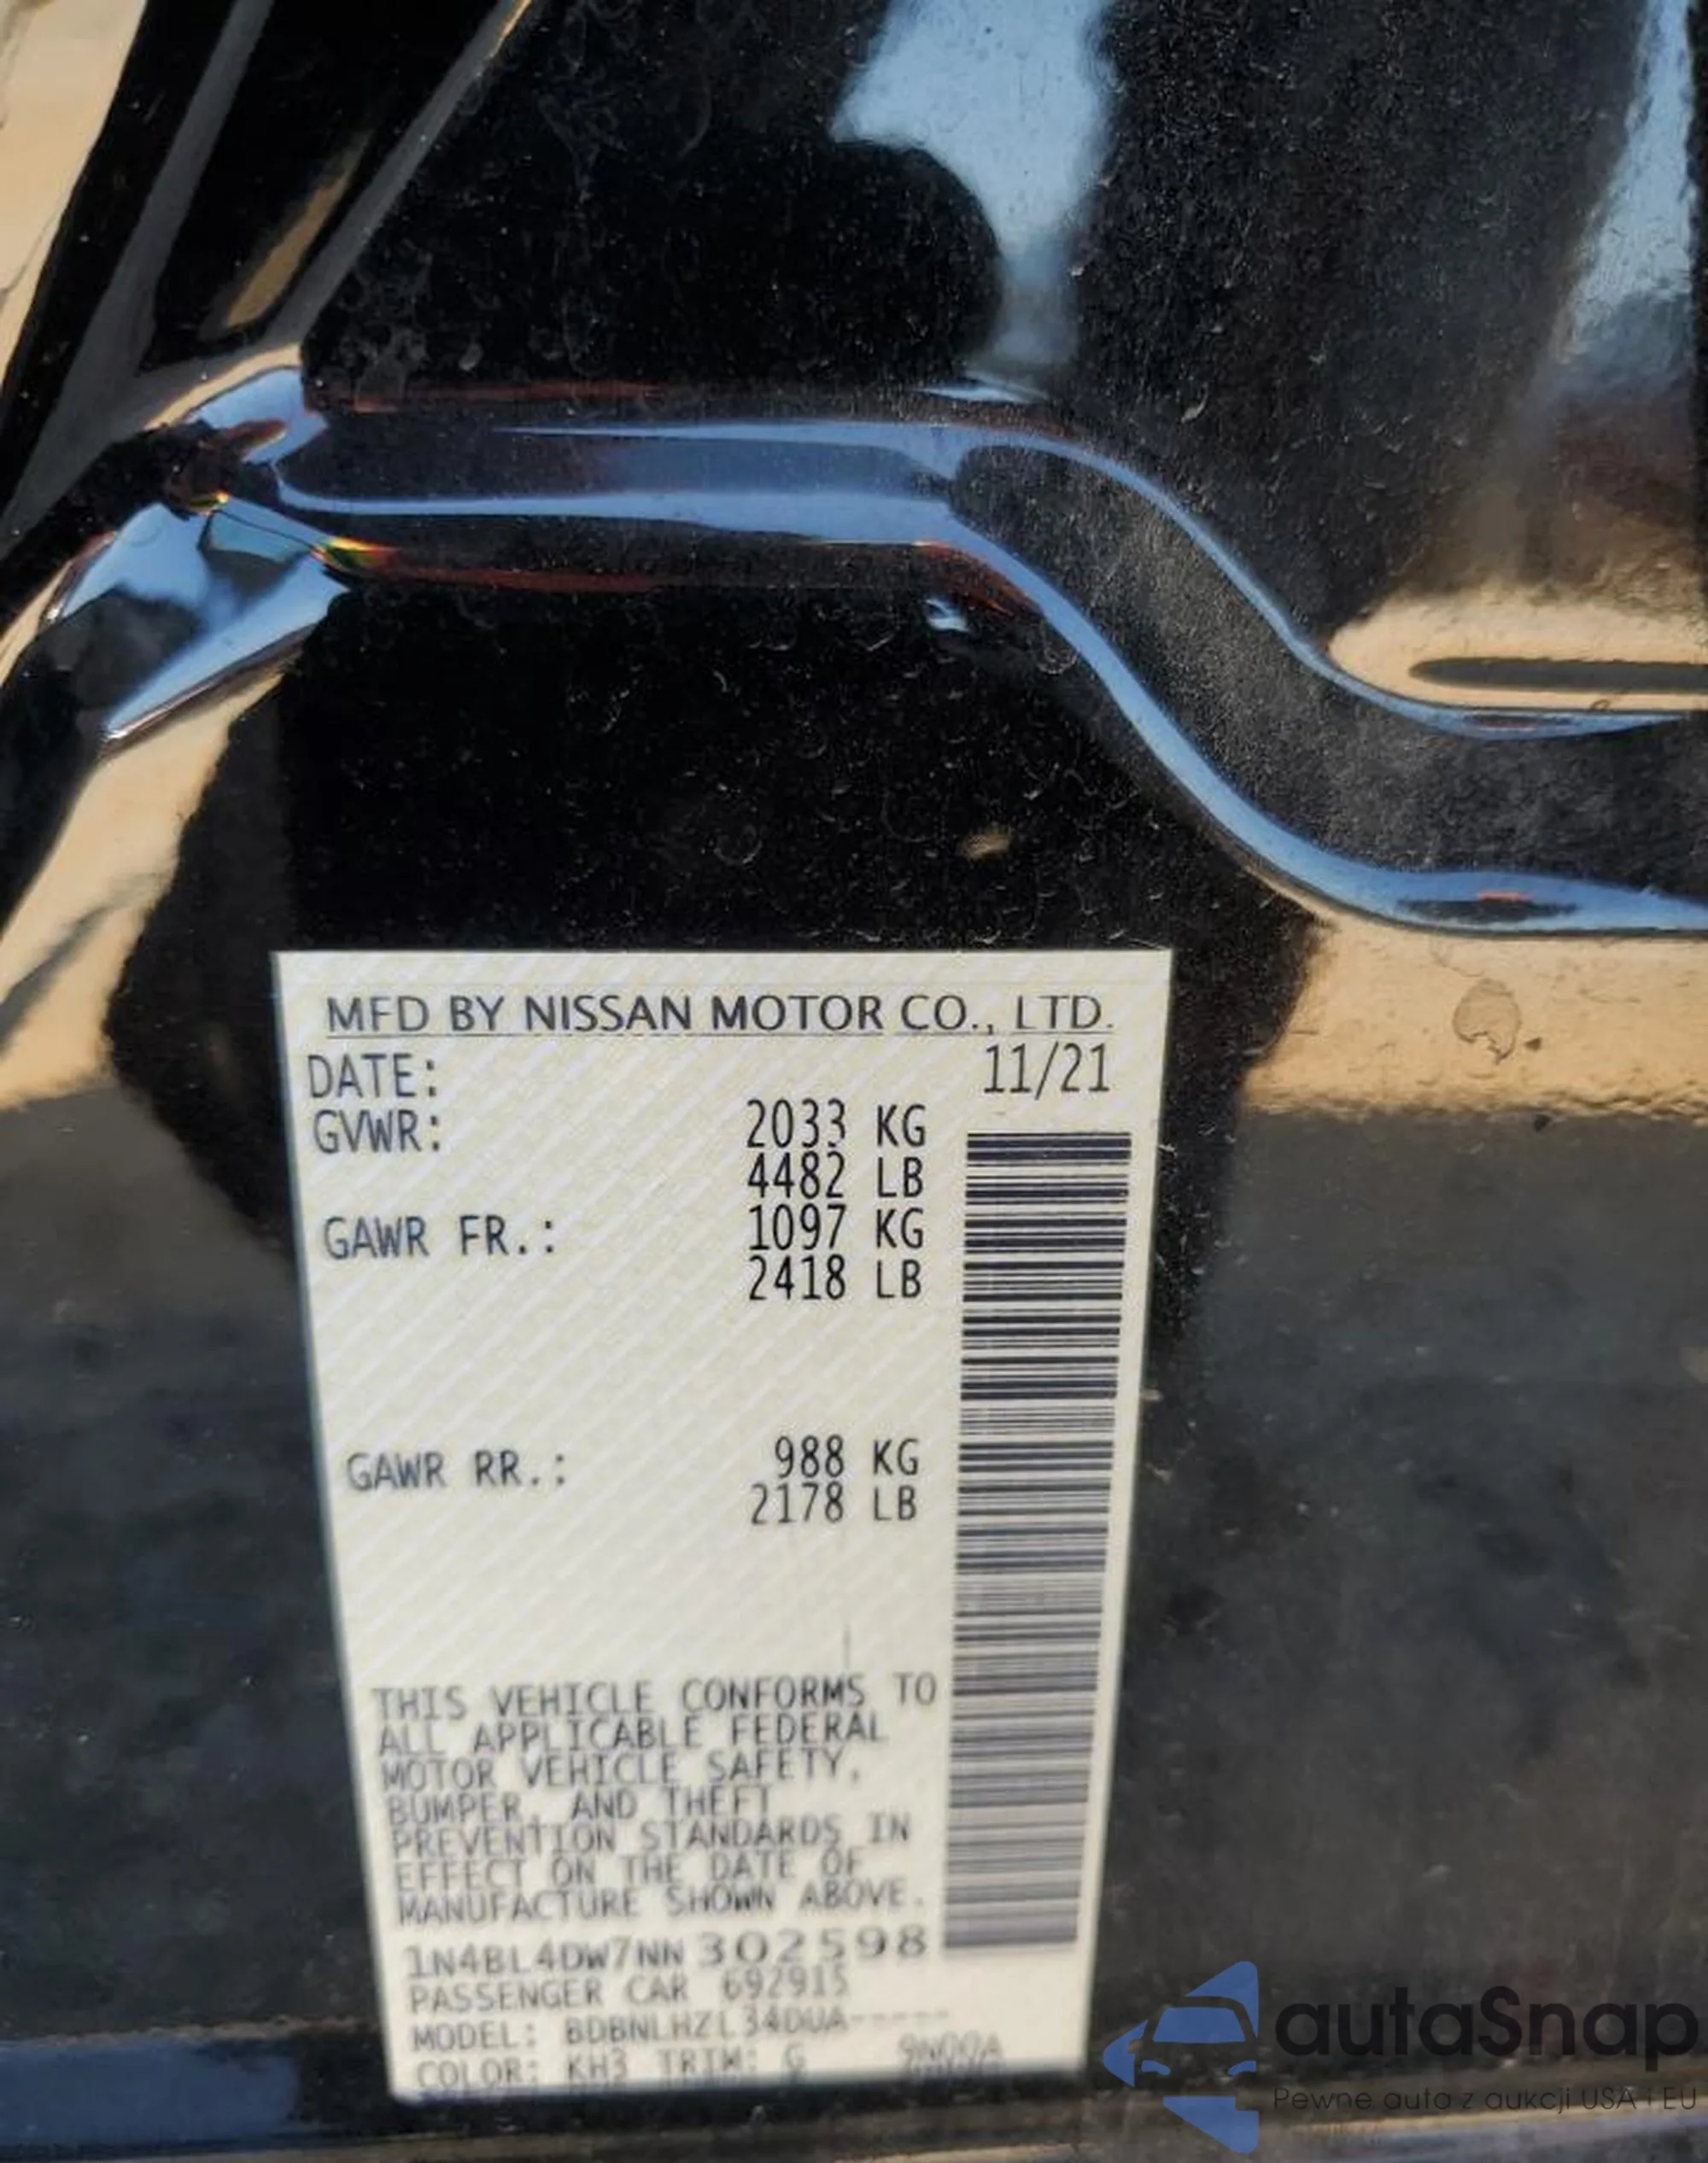 MFD BY NISSAN MOTOR CO., LTD.
DATE: 11/21
GVWR: 2033 KG
4482 LB
GAWR FR.: 1097 KG
2418 LB
GAWR RR.: 988 KG
2178 LB
THIS VEHICLE CONFORMS TO
ALL APPLICABLE FEDERAL
MOTOR VEHICLE SAFETY,
BUMPER, AND THEFT
PREVENTION STANDARDS IN
EFFECT ON THE DATE OF
MANUFACTURE SHOWN ABOVE.
1N4BL4DW7NN302598
PASSENGER CAR 692915
MODEL: BDBNLHZL34DUA-----
COLOR: KH3 TRIM: G
autaSnap
Pewne auta z aukcji USA i EU